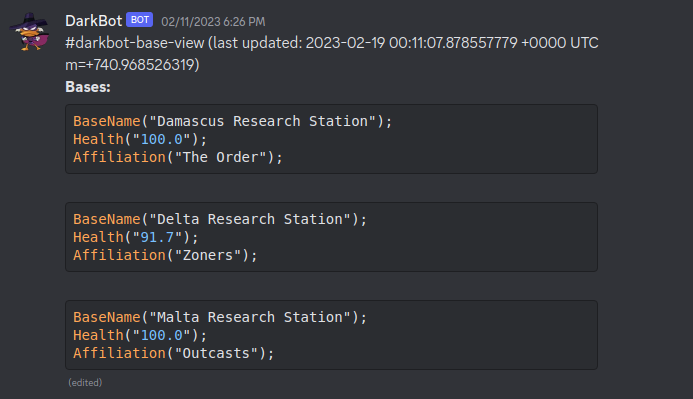 DarkBot BOT 02/11/2023 6:26 PM
#darkbot-base-view (last updated: 2023-02-19 00:11:07.878557779 +0000 UTC
m=+740.968526319)
Bases:
BaseName("Damascus Research Station");
Health("100.0");
Affiliation("The Order");
BaseName("Delta Research Station");
Health("91.7");
Affiliation("Zoners");
BaseName("Malta Research Station");
Health("100.0");
Affiliation("Outcasts");
(edited)